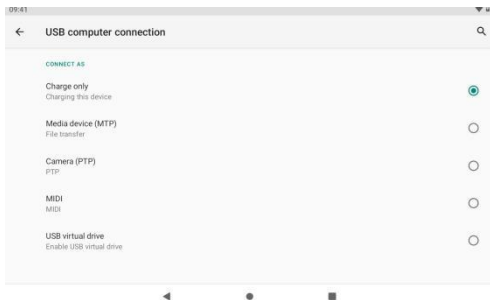 09:41
USB computer connection
CONNECT AS
Charge only
Charging this device
Media device (MTP)
File transfer
Camera (PTP)
PTP
MIDI
MIDI
USB virtual drive
Enable USB virtual drive